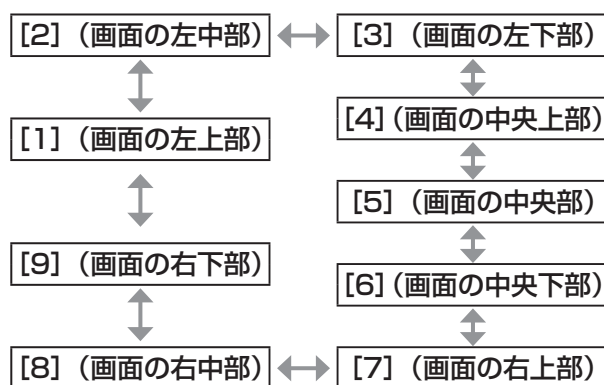 [2]（画面の左中部） [3]（画面の左下部）
[4]（画面の中央上部）
[1]（画面の左上部）
[5]（画面の中央部）
[9]（画面の右下部）
[6]（画面の中央下部）
[8]（画面の右中部） [7]（画面の右上部）